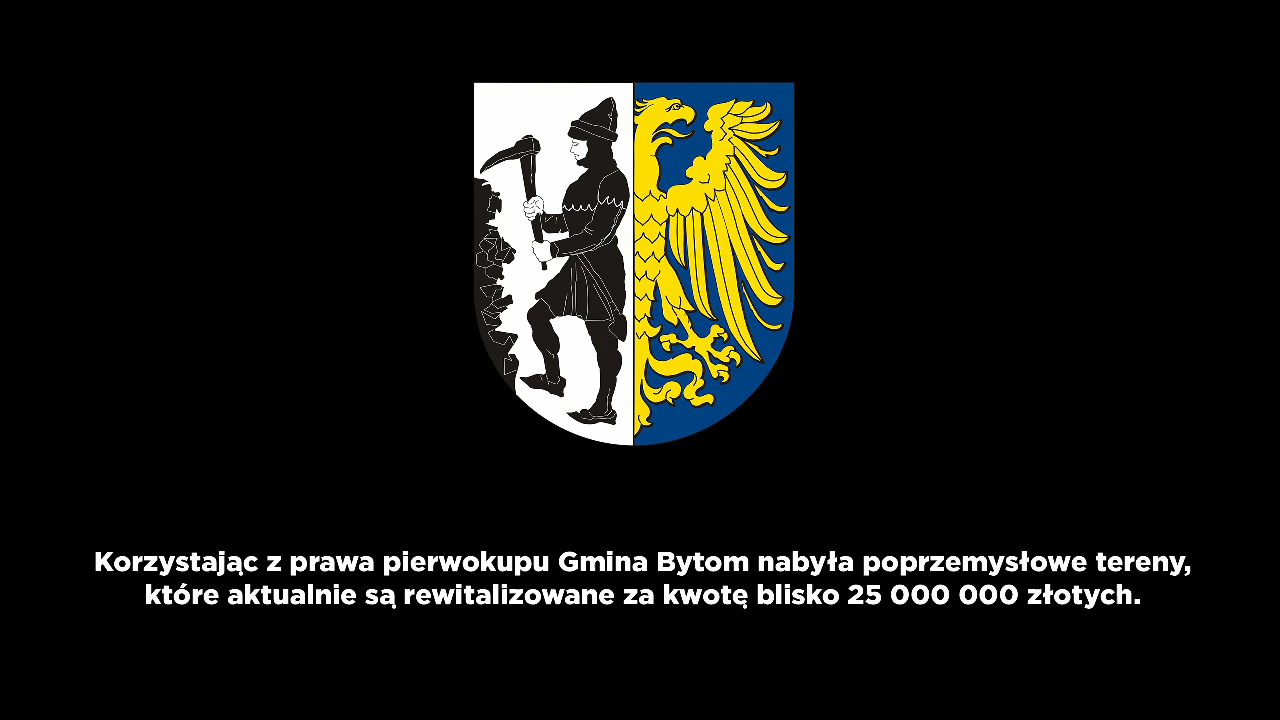 Korzystając z prawa pierwokupu Gmina Bytom nabyła poprzemysłowe tereny,
które aktualnie są rewitalizowane za kwotę blisko 25 000 000 złotych.